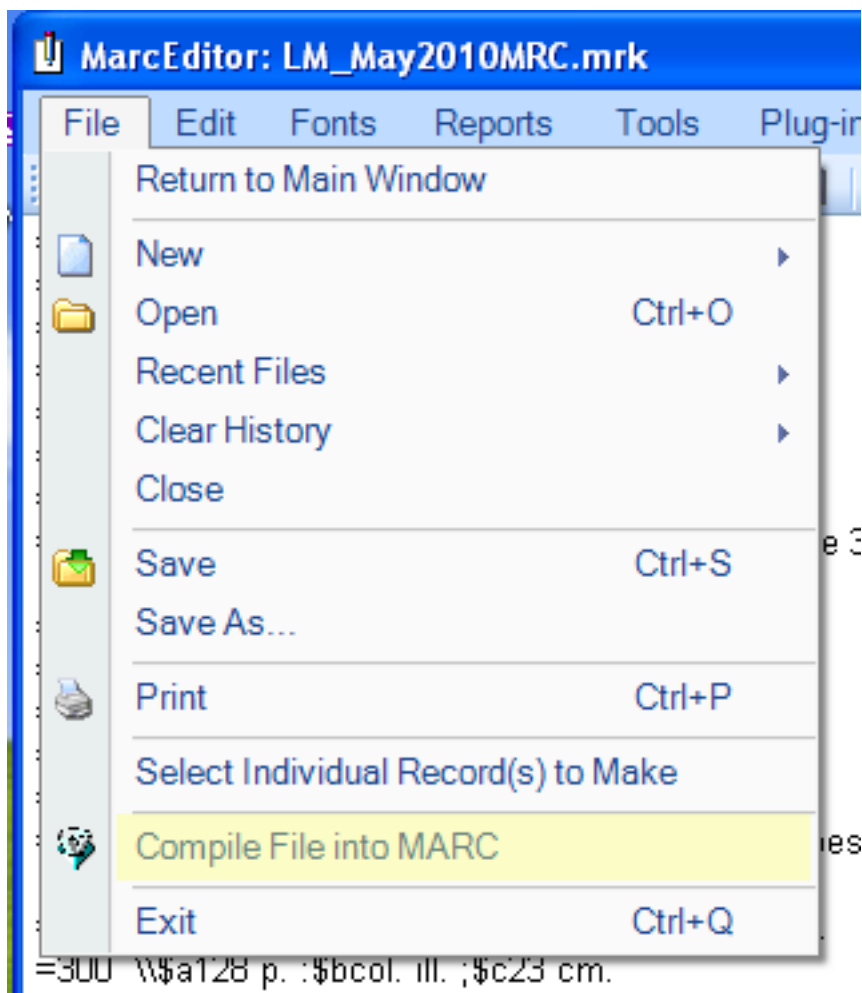 MarcEditor: LM_May2010MRC.mrk
File Edit Fonts Reports Tools
Return to Main Window
New
Open Ctrl+O
Recent Files
Clear History
Close
Save Ctrl+S
Save As...
Print Ctrl+P
Select Individual Record(s) to Make
Compile File into MARC
Exit Ctrl+Q
=300 \\$a128 p. :$bcol. ill. ;$c23 cm.